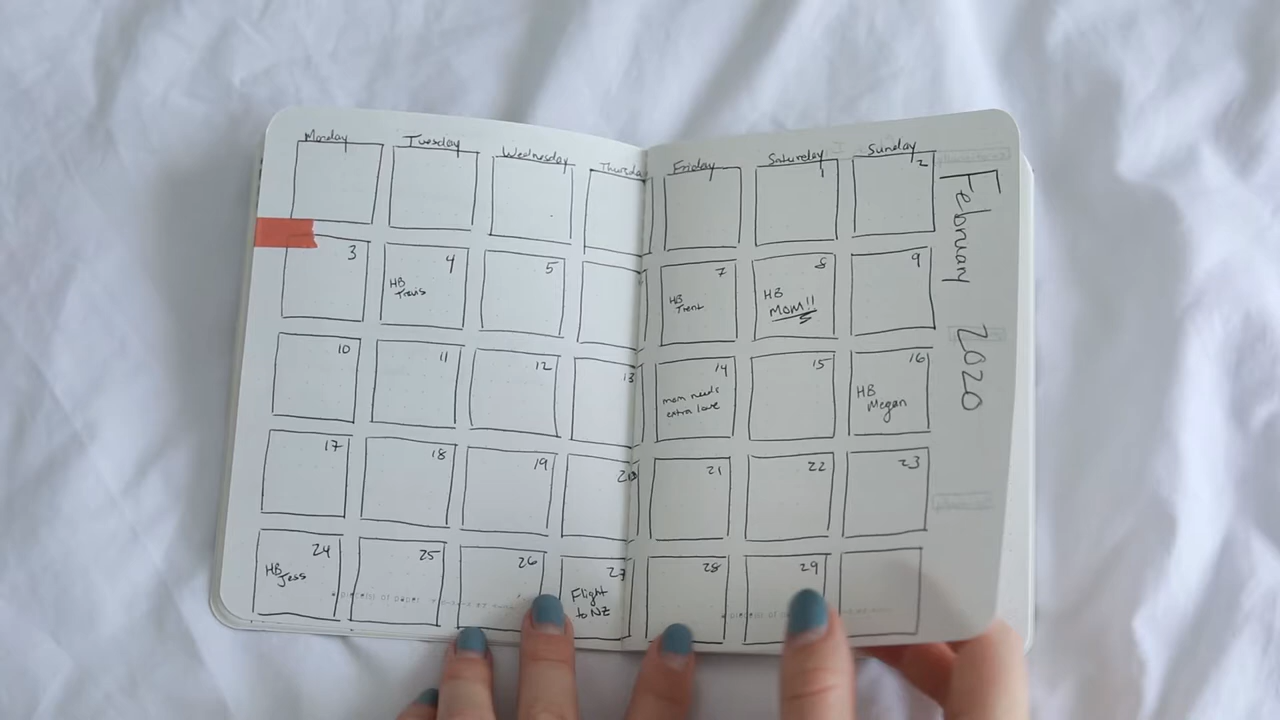 Monday Tuesday Wednesday Thursday Friday Saturday Sunday
February 2020
1 2
3 4 5 7 8 9
HB
Travis
HB
Trent
HB
MOM!!
10 11 12 13 14 15 16
mom needs
extra love
HB
Megan
17 18 19 20 21 22 23
24 25 26 27 28 29
HB
Jess
Flight
to NZ